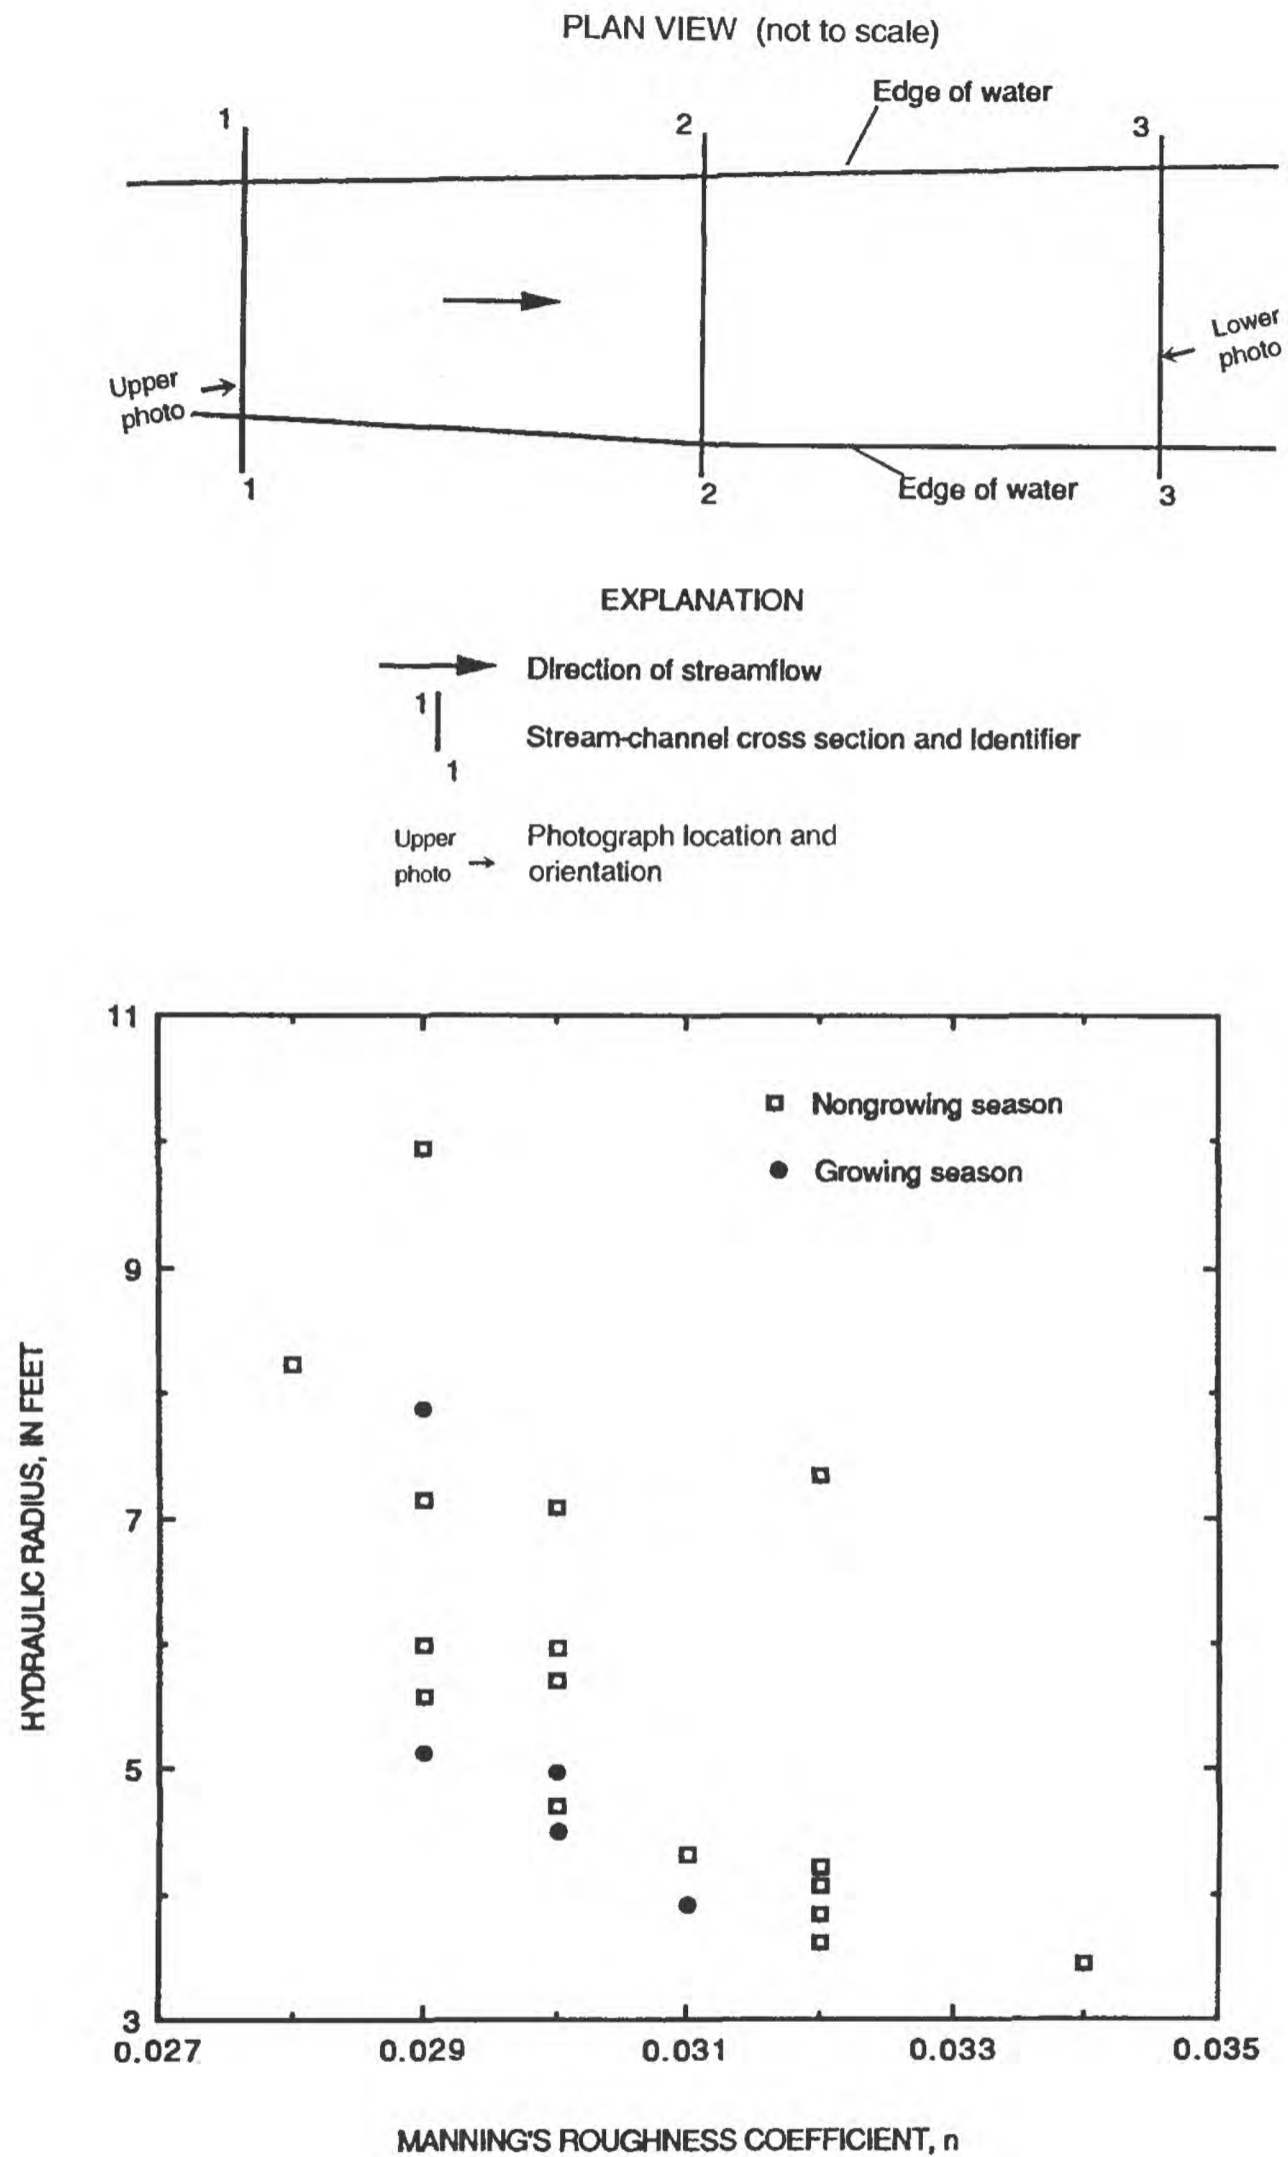 PLAN VIEW (not to scale)
Edge of water
1
2
3
Lower
photo
Upper
photo
1
2
Edge of water
3
EXPLANATION
Direction of streamflow
1
Stream-channel cross section and Identifier
1
Upper
photo
Photograph location and
orientation
11
Nongrowing season
Growing season
9
7
5
3
HYDRAULIC RADIUS, IN FEET
0.027 0.029 0.031 0.033 0.035
MANNING'S ROUGHNESS COEFFICIENT, n